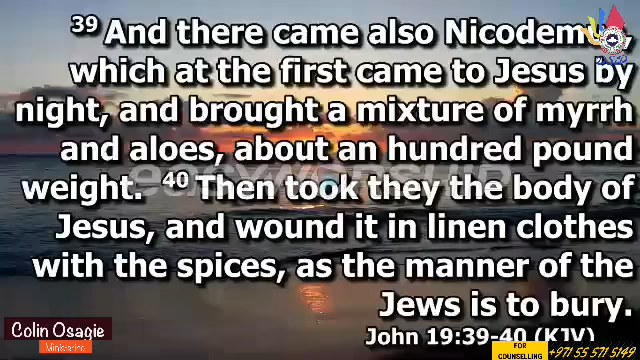 39 And there came also Nicodemus,
which at the first came to Jesus by
night, and brought a mixture of myrrh
and aloes, about an hundred pound
weight. 40 Then took they the body of
Jesus, and wound it in linen clothes
with the spices, as the manner of the
Jews is to bury.
John 19:39-40 (KJV)
Colin Osagie
Ministering
FOR
COUNSELLING
+971 55 571 5149